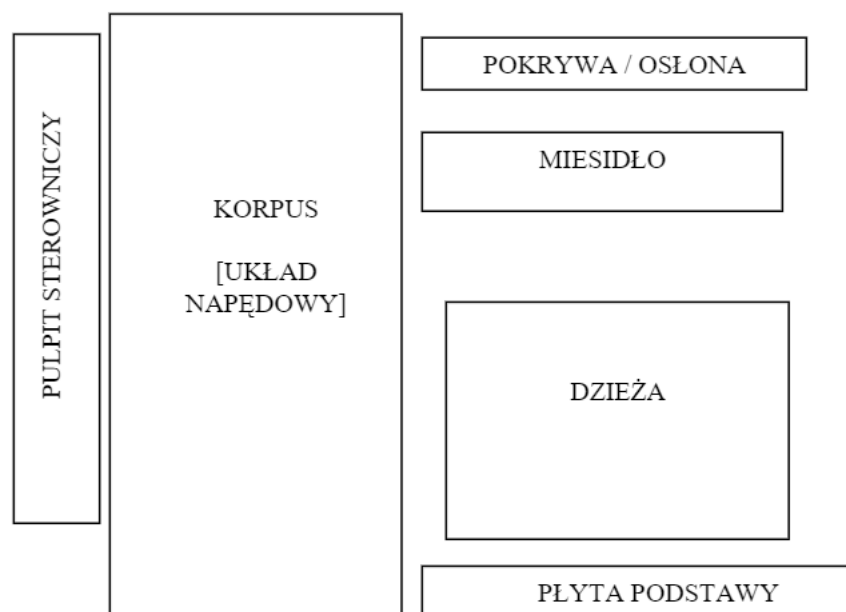 PULPIT STEROWNICZY
KORPUS
[UKŁAD
NAPĘDOWY]
POKRYWA / OSŁONA
MIESIDŁO
DZIEŻA
PŁYTA PODSTAWY